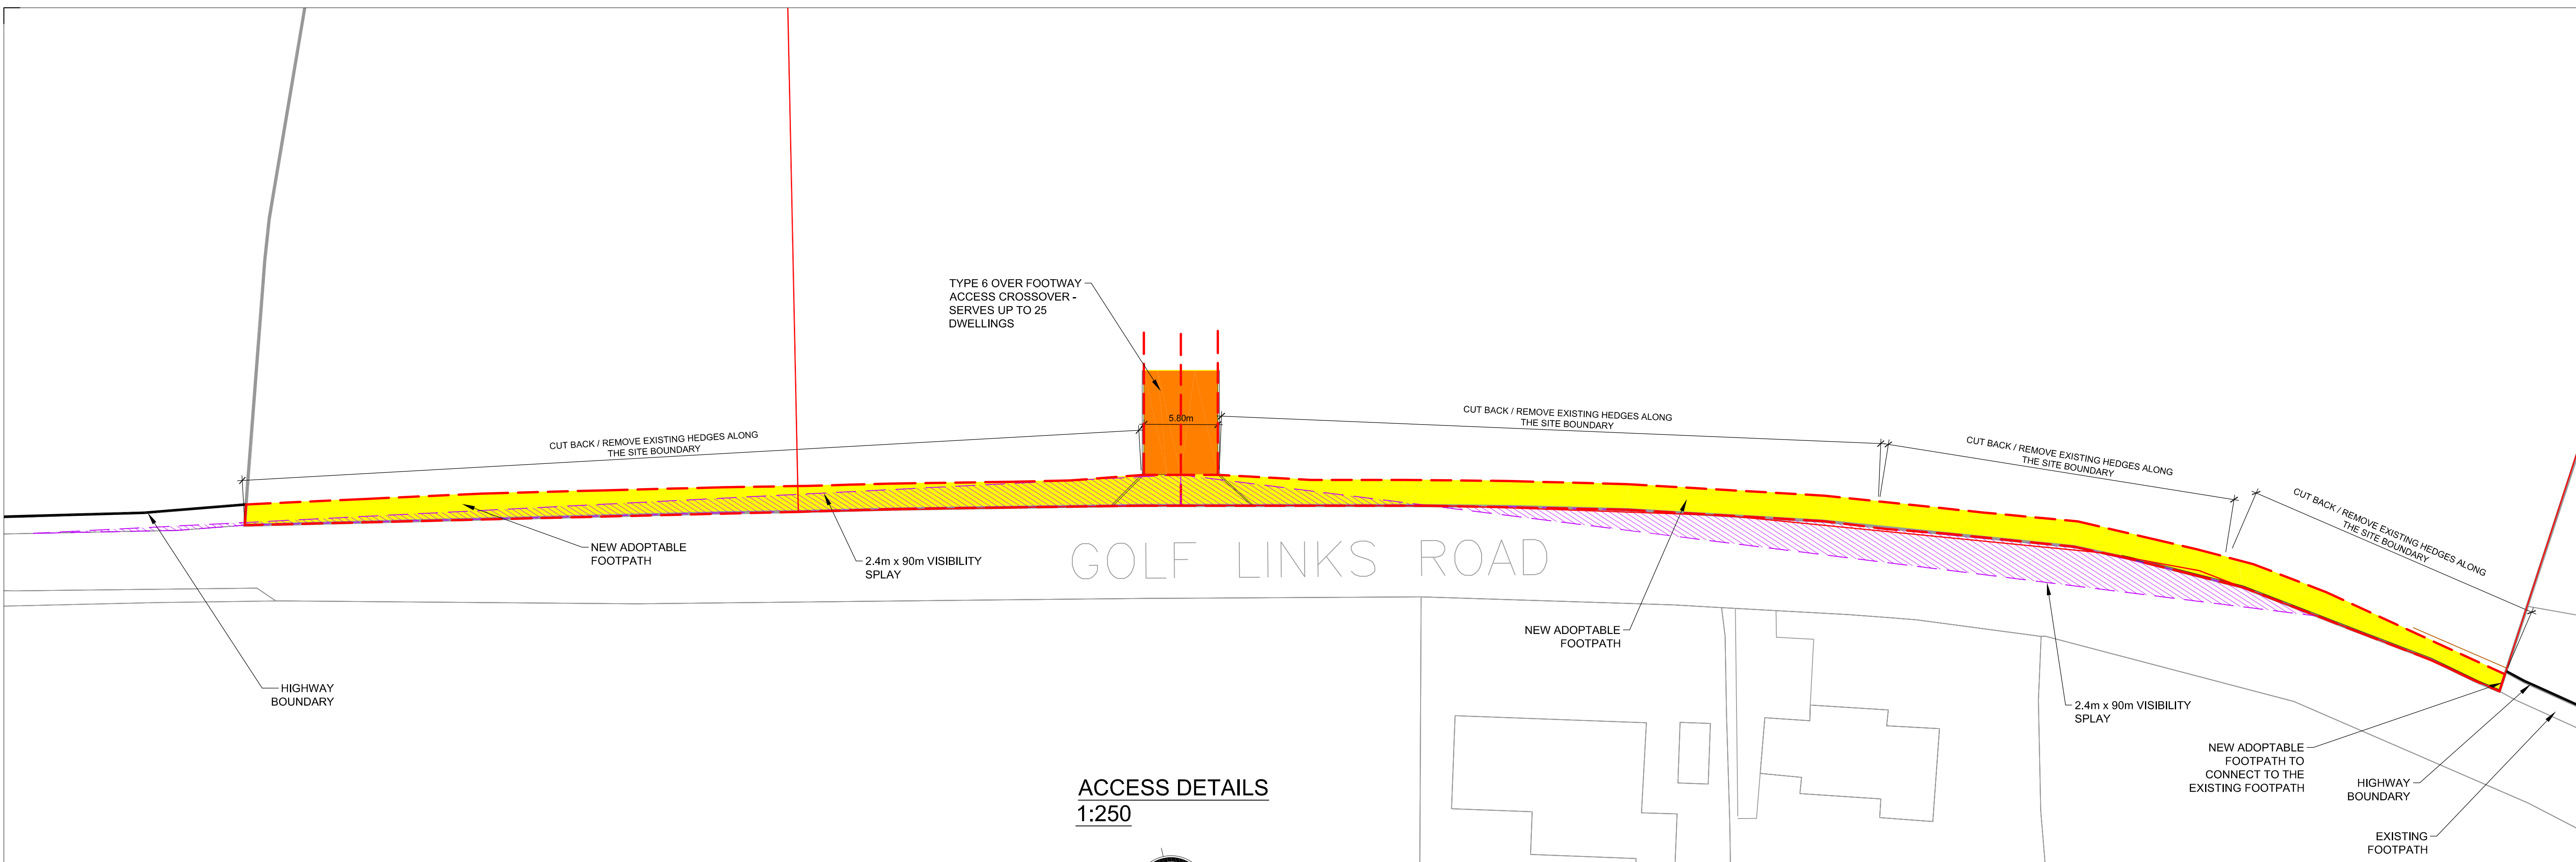 TYPE 6 OVER FOOTWAY
ACCESS CROSSOVER -
SERVES UP TO 25
DWELLINGS
5.80m
CUT BACK / REMOVE EXISTING HEDGES ALONG
THE SITE BOUNDARY
CUT BACK / REMOVE EXISTING HEDGES ALONG
THE SITE BOUNDARY
CUT BACK / REMOVE EXISTING HEDGES ALONG
THE SITE BOUNDARY
CUT BACK / REMOVE EXISTING HEDGES ALONG
THE SITE BOUNDARY
NEW ADOPTABLE
FOOTPATH
2.4m x 90m VISIBILITY
SPLAY
GOLF LINKS ROAD
NEW ADOPTABLE
FOOTPATH
HIGHWAY
BOUNDARY
2.4m x 90m VISIBILITY
SPLAY
NEW ADOPTABLE
FOOTPATH TO
CONNECT TO THE
EXISTING FOOTPATH
HIGHWAY
BOUNDARY
EXISTING
FOOTPATH
ACCESS DETAILS
1:250